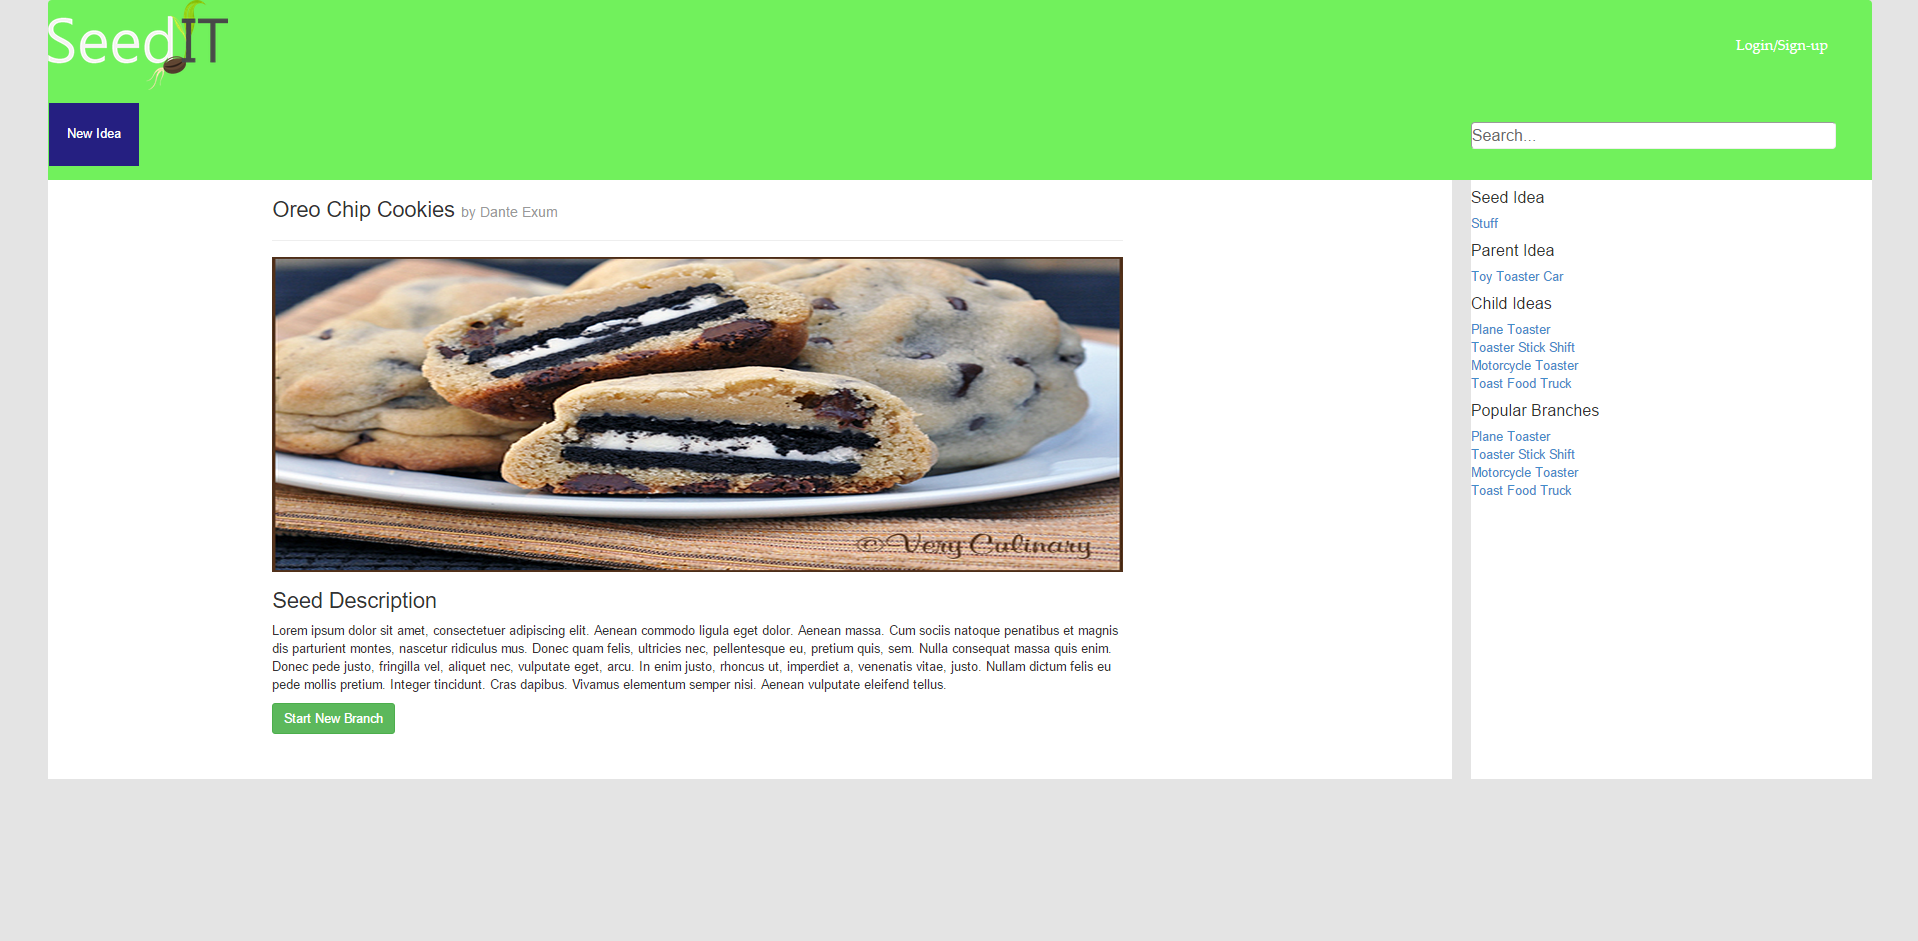 SeedIT
Login/Sign-up
New Idea
Search...
Oreo Chip Cookies by Dante Exum
©Very Culinary
Seed Description
Lorem ipsum dolor sit amet, consectetuer adipiscing elit. Aenean commodo ligula eget dolor. Aenean massa. Cum sociis natoque penatibus et magnis
dis parturient montes, nascetur ridiculus mus. Donec quam felis, ultricies nec, pellentesque eu, pretium quis, sem. Nulla consequat massa quis enim.
Donec pede justo, fringilla vel, aliquet nec, vulputate eget, arcu. In enim justo, rhoncus ut, imperdiet a, venenatis vitae, justo. Nullam dictum felis eu
pede mollis pretium. Integer tincidunt. Cras dapibus. Vivamus elementum semper nisi. Aenean vulputate eleifend tellus.
Start New Branch
Seed Idea
Stuff
Parent Idea
Toy Toaster Car
Child Ideas
Plane Toaster
Toaster Stick Shift
Motorcycle Toaster
Toast Food Truck
Popular Branches
Plane Toaster
Toaster Stick Shift
Motorcycle Toaster
Toast Food Truck